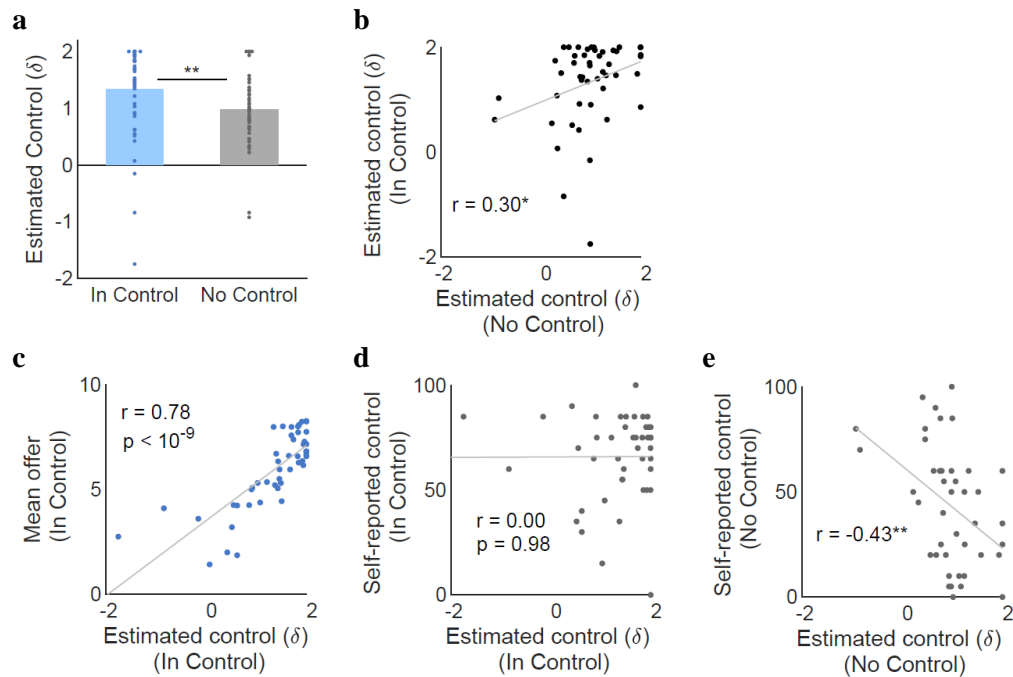 a
Estimated Control (δ)
2
1
0
-1
-2
**
In Control
No Control
b
Estimated control (δ)
(In Control)
2
0
-2
r = 0.30*
-2
0
2
Estimated control (δ)
(No Control)
c
Mean offer
(In Control)
10
5
0
r = 0.78
p < 10⁻⁹
-2
0
2
Estimated control (δ)
(In Control)
d
Self-reported control
(In Control)
100
50
0
r = 0.00
p = 0.98
-2
0
2
Estimated control (δ)
(In Control)
e
Self-reported control
(No Control)
100
50
0
r = -0.43**
-2
0
2
Estimated control (δ)
(No Control)